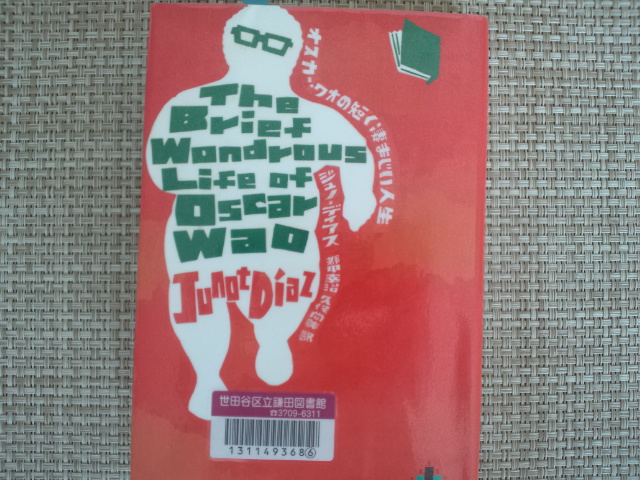 The
Brief
Wondrous
Life of
Oscar
Wao
Junot Díaz
オスカー・ワオの短く凄まじい人生
ジュノ・ディアス
都甲幸治 久保尚美 訳
世田谷区立鎌田図書館
☎3709-6311
131149368⑥